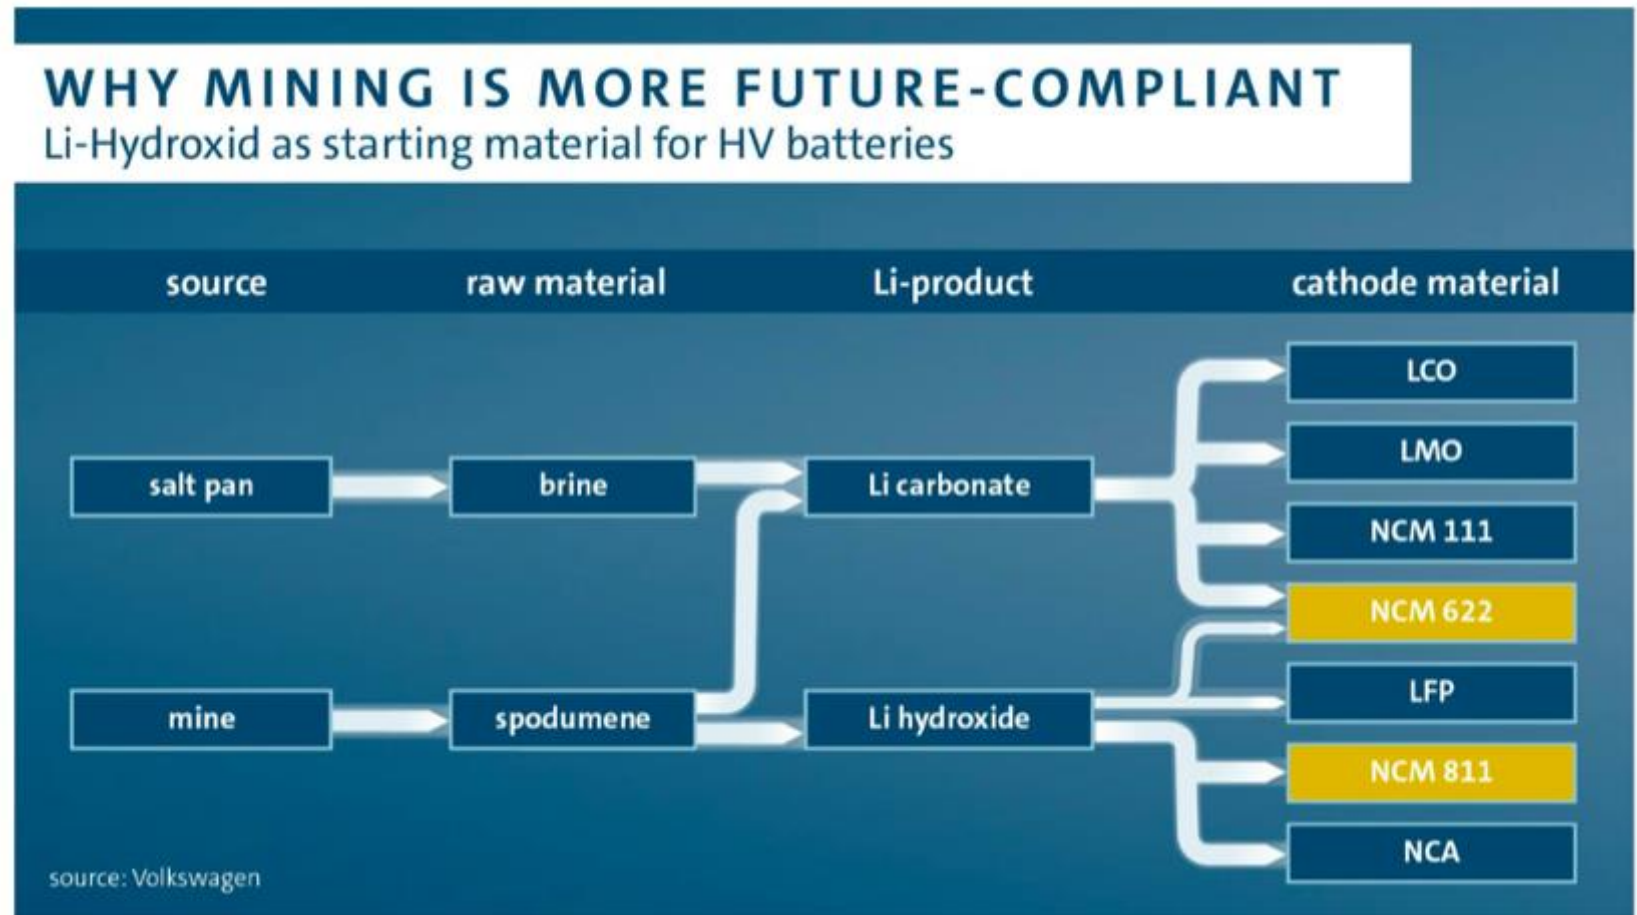 WHY MINING IS MORE FUTURE-COMPLIANT
Li-Hydroxid as starting material for HV batteries
source raw material Li-product cathode material
LCO
LMO
salt pan brine Li carbonate
NCM 111
NCM 622
LFP
mine spodumene Li hydroxide
NCM 811
NCA
source: Volkswagen